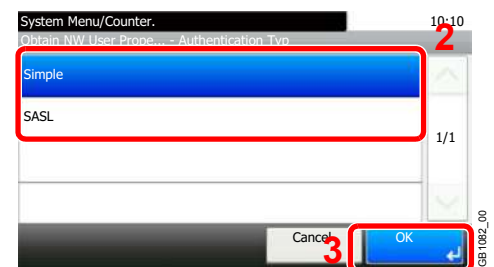 System Menu/Counter. 10:10
Obtain NW User Prope... - Authentication Typ
2
Simple
SASL
1/1
Cancel
3
OK
GB1082_00